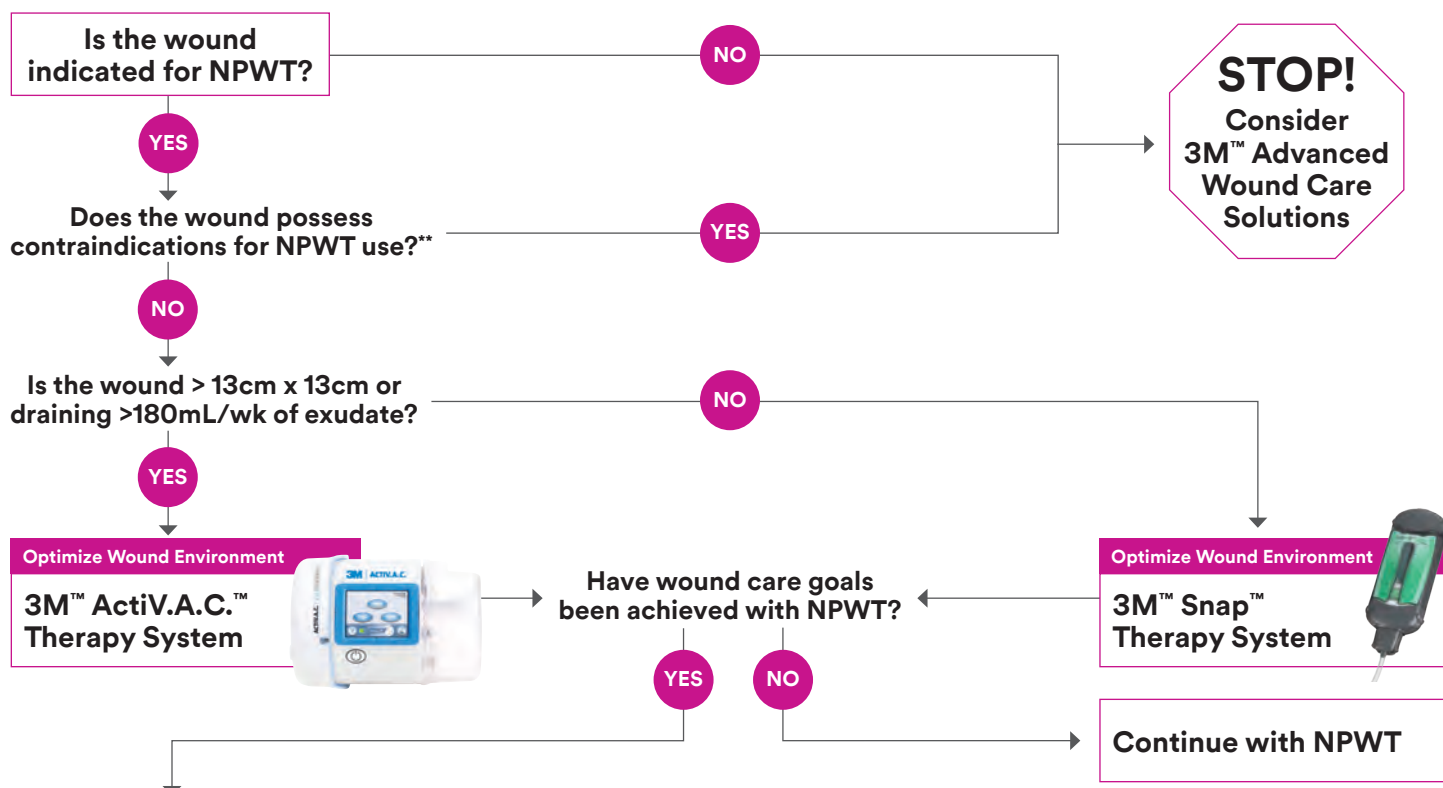 Is the wound
indicated for NPWT?
NO
STOP!
Consider
3M™ Advanced
Wound Care
Solutions
YES
Does the wound possess
contraindications for NPWT use?**
YES
NO
Is the wound > 13cm x 13cm or
draining >180mL/wk of exudate?
NO
YES
Optimize Wound Environment
3M™ ActiV.A.C.™
Therapy System
3M ACTIV.A.C.
ACTIV.A.C.
Have wound care goals
been achieved with NPWT?
Optimize Wound Environment
3M™ Snap™
Therapy System
YES
NO
Continue with NPWT